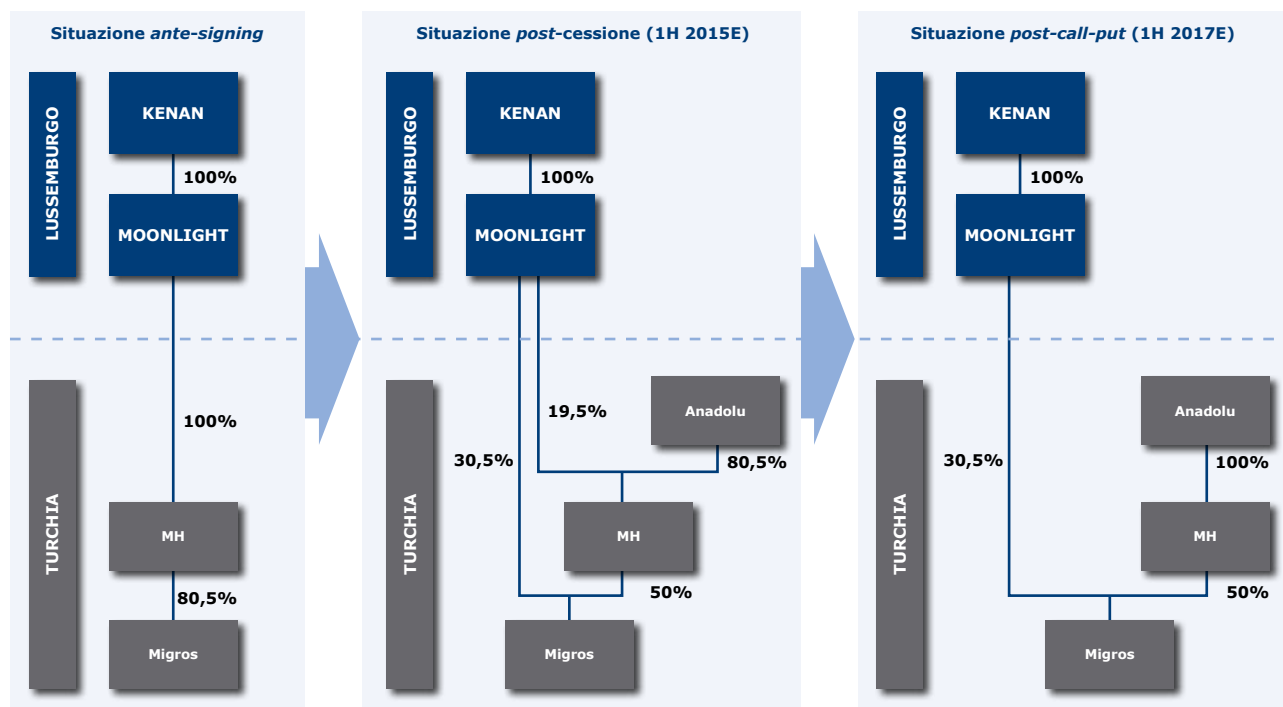 Situazione ante-signing
LUSSEMBURGO
KENAN
100%
MOONLIGHT
100%
TURCHIA
MH
80,5%
Migros
Situazione post-cessione (1H 2015E)
LUSSEMBURGO
KENAN
100%
MOONLIGHT
19,5%
Anadolu
30,5%
80,5%
TURCHIA
MH
50%
Migros
Situazione post-call-put (1H 2017E)
LUSSEMBURGO
KENAN
100%
MOONLIGHT
Anadolu
30,5%
100%
TURCHIA
MH
50%
Migros